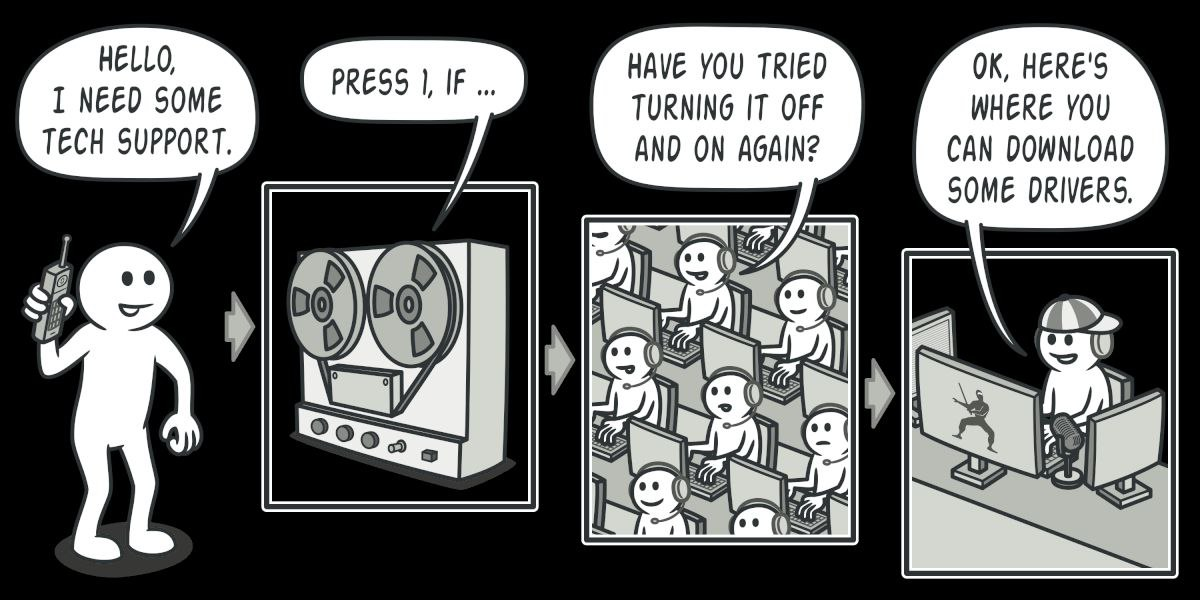 HELLO,
I NEED SOME
TECH SUPPORT.
PRESS 1, IF ...
HAVE YOU TRIED
TURNING IT OFF
AND ON AGAIN?
OK, HERE'S
WHERE YOU
CAN DOWNLOAD
SOME DRIVERS.